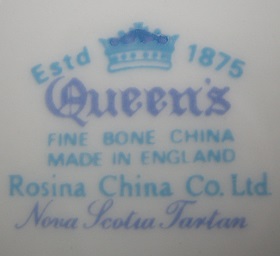 Estd 1875
Queen's
FINE BONE CHINA
MADE IN ENGLAND
Rosina China Co. Ltd.
Nova Scotia Tartan